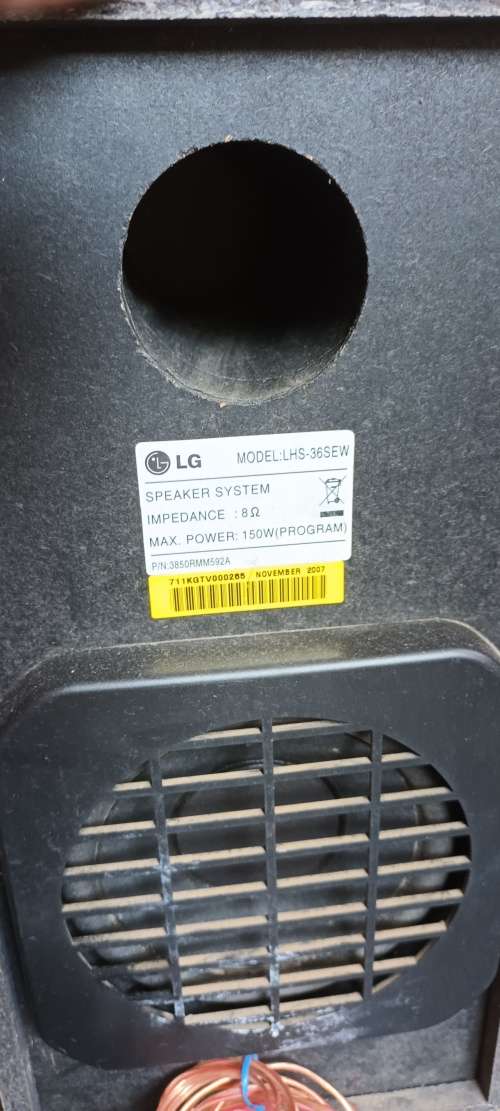 LG MODEL:LHS-36SEW
SPEAKER SYSTEM
IMPEDANCE : 8Ω
MAX. POWER: 150W(PROGRAM)
P/N:3850RMM592A
711KGTV000265 NOVEMBER 2007